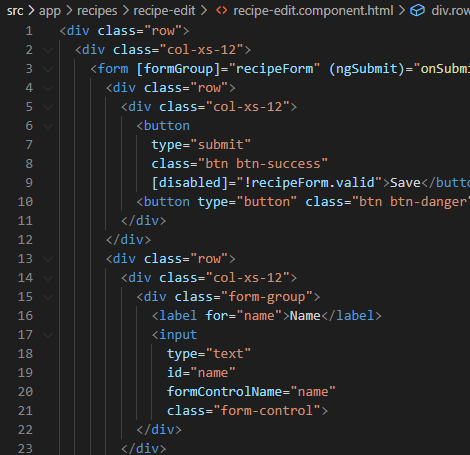 src > app > recipes > recipe-edit > recipe-edit.component.html > div.row
1 <div class="row">
2 <div class="col-xs-12">
3 <form [formGroup]="recipeForm" (ngSubmit)="onSubmi
4 <div class="row">
5 <div class="col-xs-12">
6 <button
7 type="submit"
8 class="btn btn-success"
9 [disabled]="!recipeForm.valid">Save</butto
10 <button type="button" class="btn btn-danger"
11 </div>
12 </div>
13 <div class="row">
14 <div class="col-xs-12">
15 <div class="form-group">
16 <label for="name">Name</label>
17 <input
18 type="text"
19 id="name"
20 formControlName="name"
21 class="form-control">
22 </div>
23 </div>